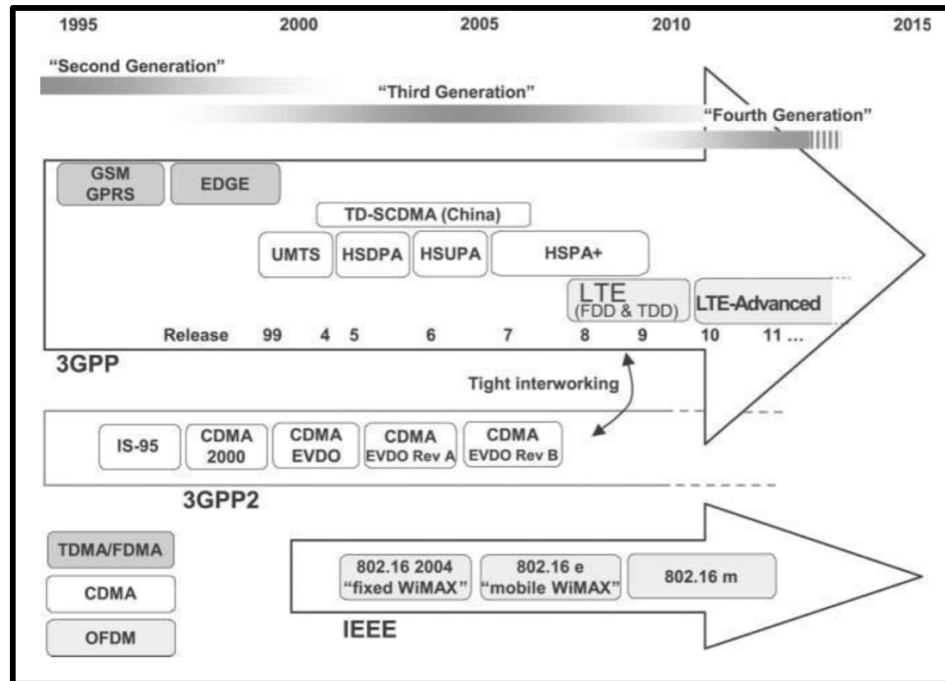 1995 2000 2005 2010 2015
“Second Generation”
“Third Generation”
“Fourth Generation”
GSM
GPRS
EDGE
TD-SCDMA (China)
UMTS
HSDPA
HSUPA
HSPA+
LTE
(FDD & TDD)
LTE-Advanced
Release 99 4 5 6 7 8 9 10 11 ...
3GPP
Tight interworking
IS-95
CDMA
2000
CDMA
EVDO
CDMA
EVDO Rev A
CDMA
EVDO Rev B
3GPP2
TDMA/FDMA
CDMA
OFDM
802.16 2004
“fixed WiMAX”
802.16 e
“mobile WiMAX”
802.16 m
IEEE